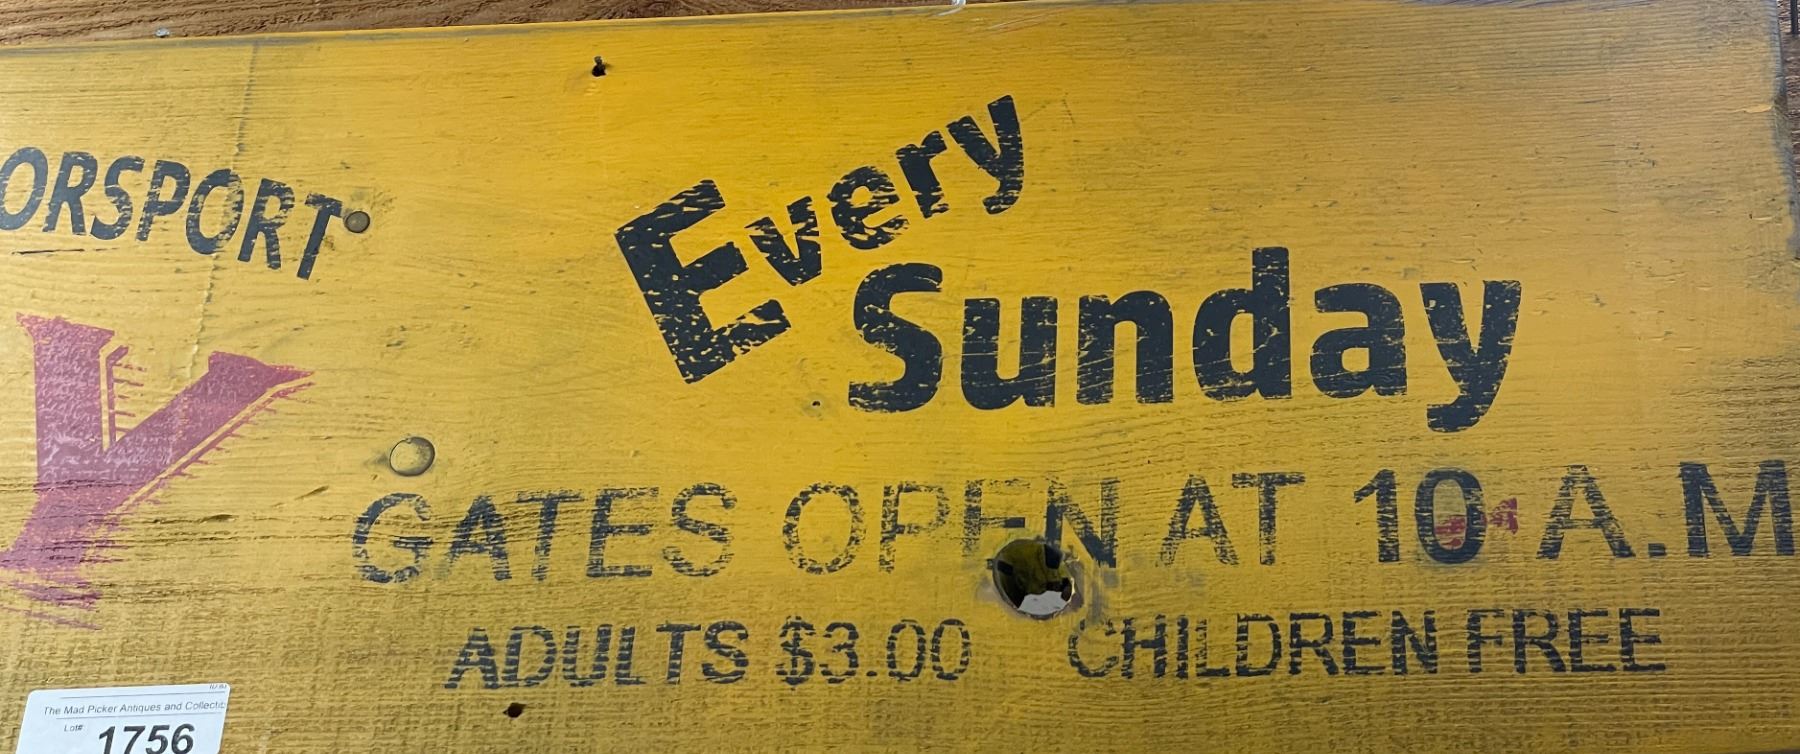 ORSPORT
Y
Every
Sunday
GATES OPEN AT 10 A.M
ADULTS $3.00 CHILDREN FREE
The Mad Picker Antiques and Collectib
Lot#
1756